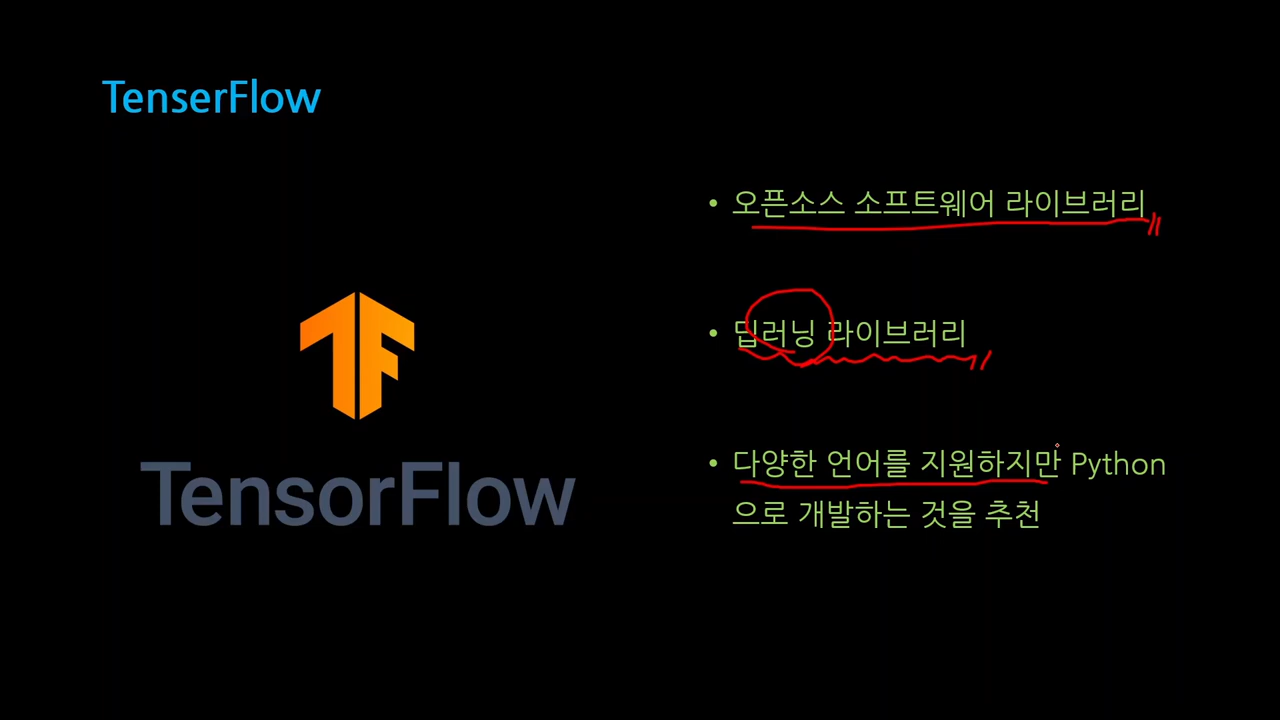 TenserFlow
TensorFlow
• 오픈소스 소프트웨어 라이브러리
• 딥러닝 라이브러리
• 다양한 언어를 지원하지만 Python
으로 개발하는 것을 추천